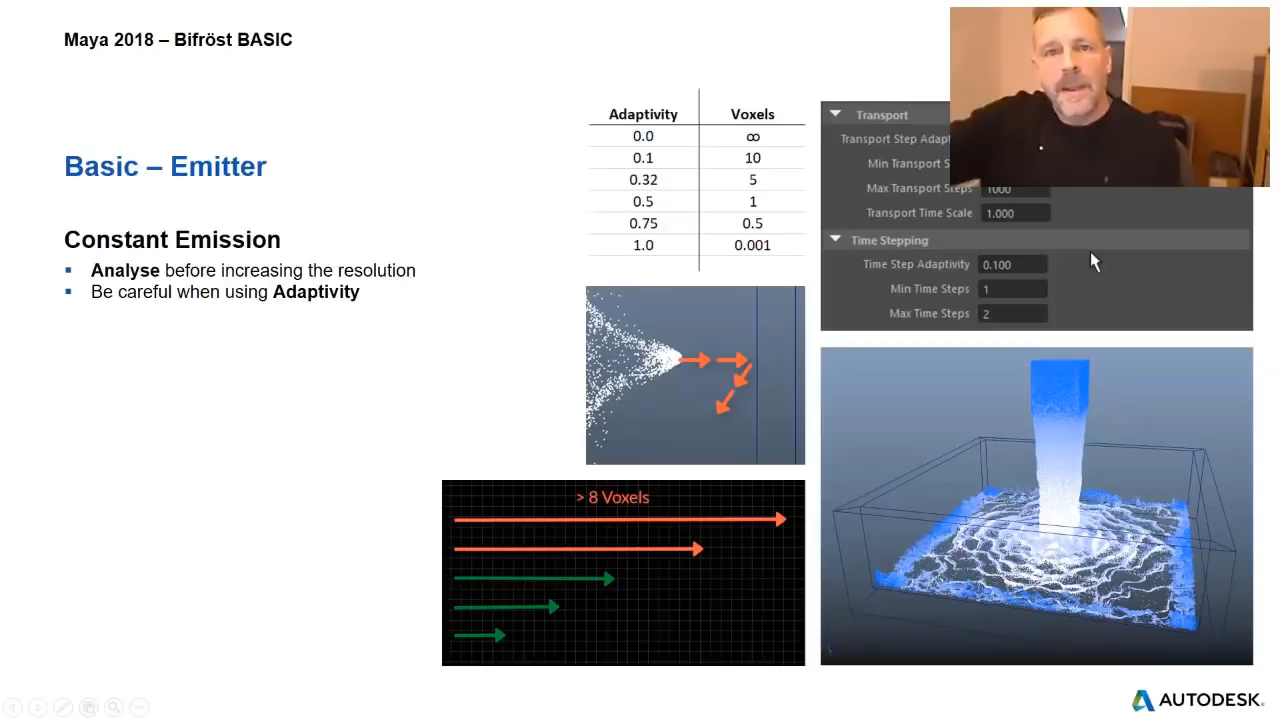 Maya 2018 – Bifröst BASIC
Basic – Emitter
Constant Emission
Analyse before increasing the resolution
Be careful when using Adaptivity
Adaptivity Voxels
0.0 ∞
0.1 10
0.32 5
0.5 1
0.75 0.5
1.0 0.001
> 8 Voxels
Transport
Transport Step Adapt
Min Transport S
Max Transport Steps 1000
Transport Time Scale 1.000
Time Stepping
Time Step Adaptivity 0.100
Min Time Steps 1
Max Time Steps 2
AUTODESK.